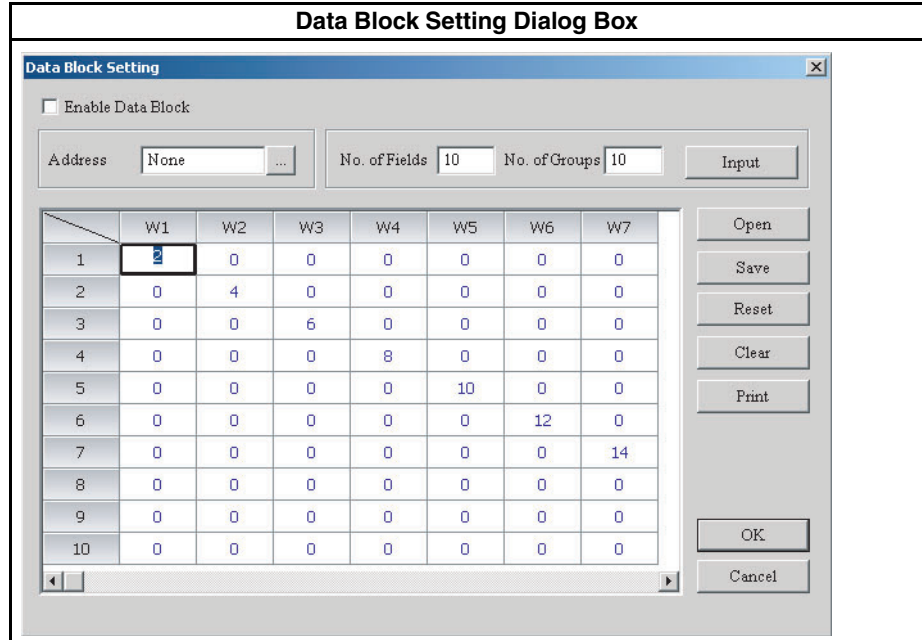 Data Block Setting Dialog Box
Data Block Setting
Enable Data Block
Address None ... No. of Fields 10 No. of Groups 10 Input
W1 W2 W3 W4 W5 W6 W7
1 2 0 0 0 0 0 0
2 0 4 0 0 0 0 0
3 0 0 6 0 0 0 0
4 0 0 0 8 0 0 0
5 0 0 0 0 10 0 0
6 0 0 0 0 0 12 0
7 0 0 0 0 0 0 14
8 0 0 0 0 0 0 0
9 0 0 0 0 0 0 0
10 0 0 0 0 0 0 0
Open
Save
Reset
Clear
Print
OK
Cancel